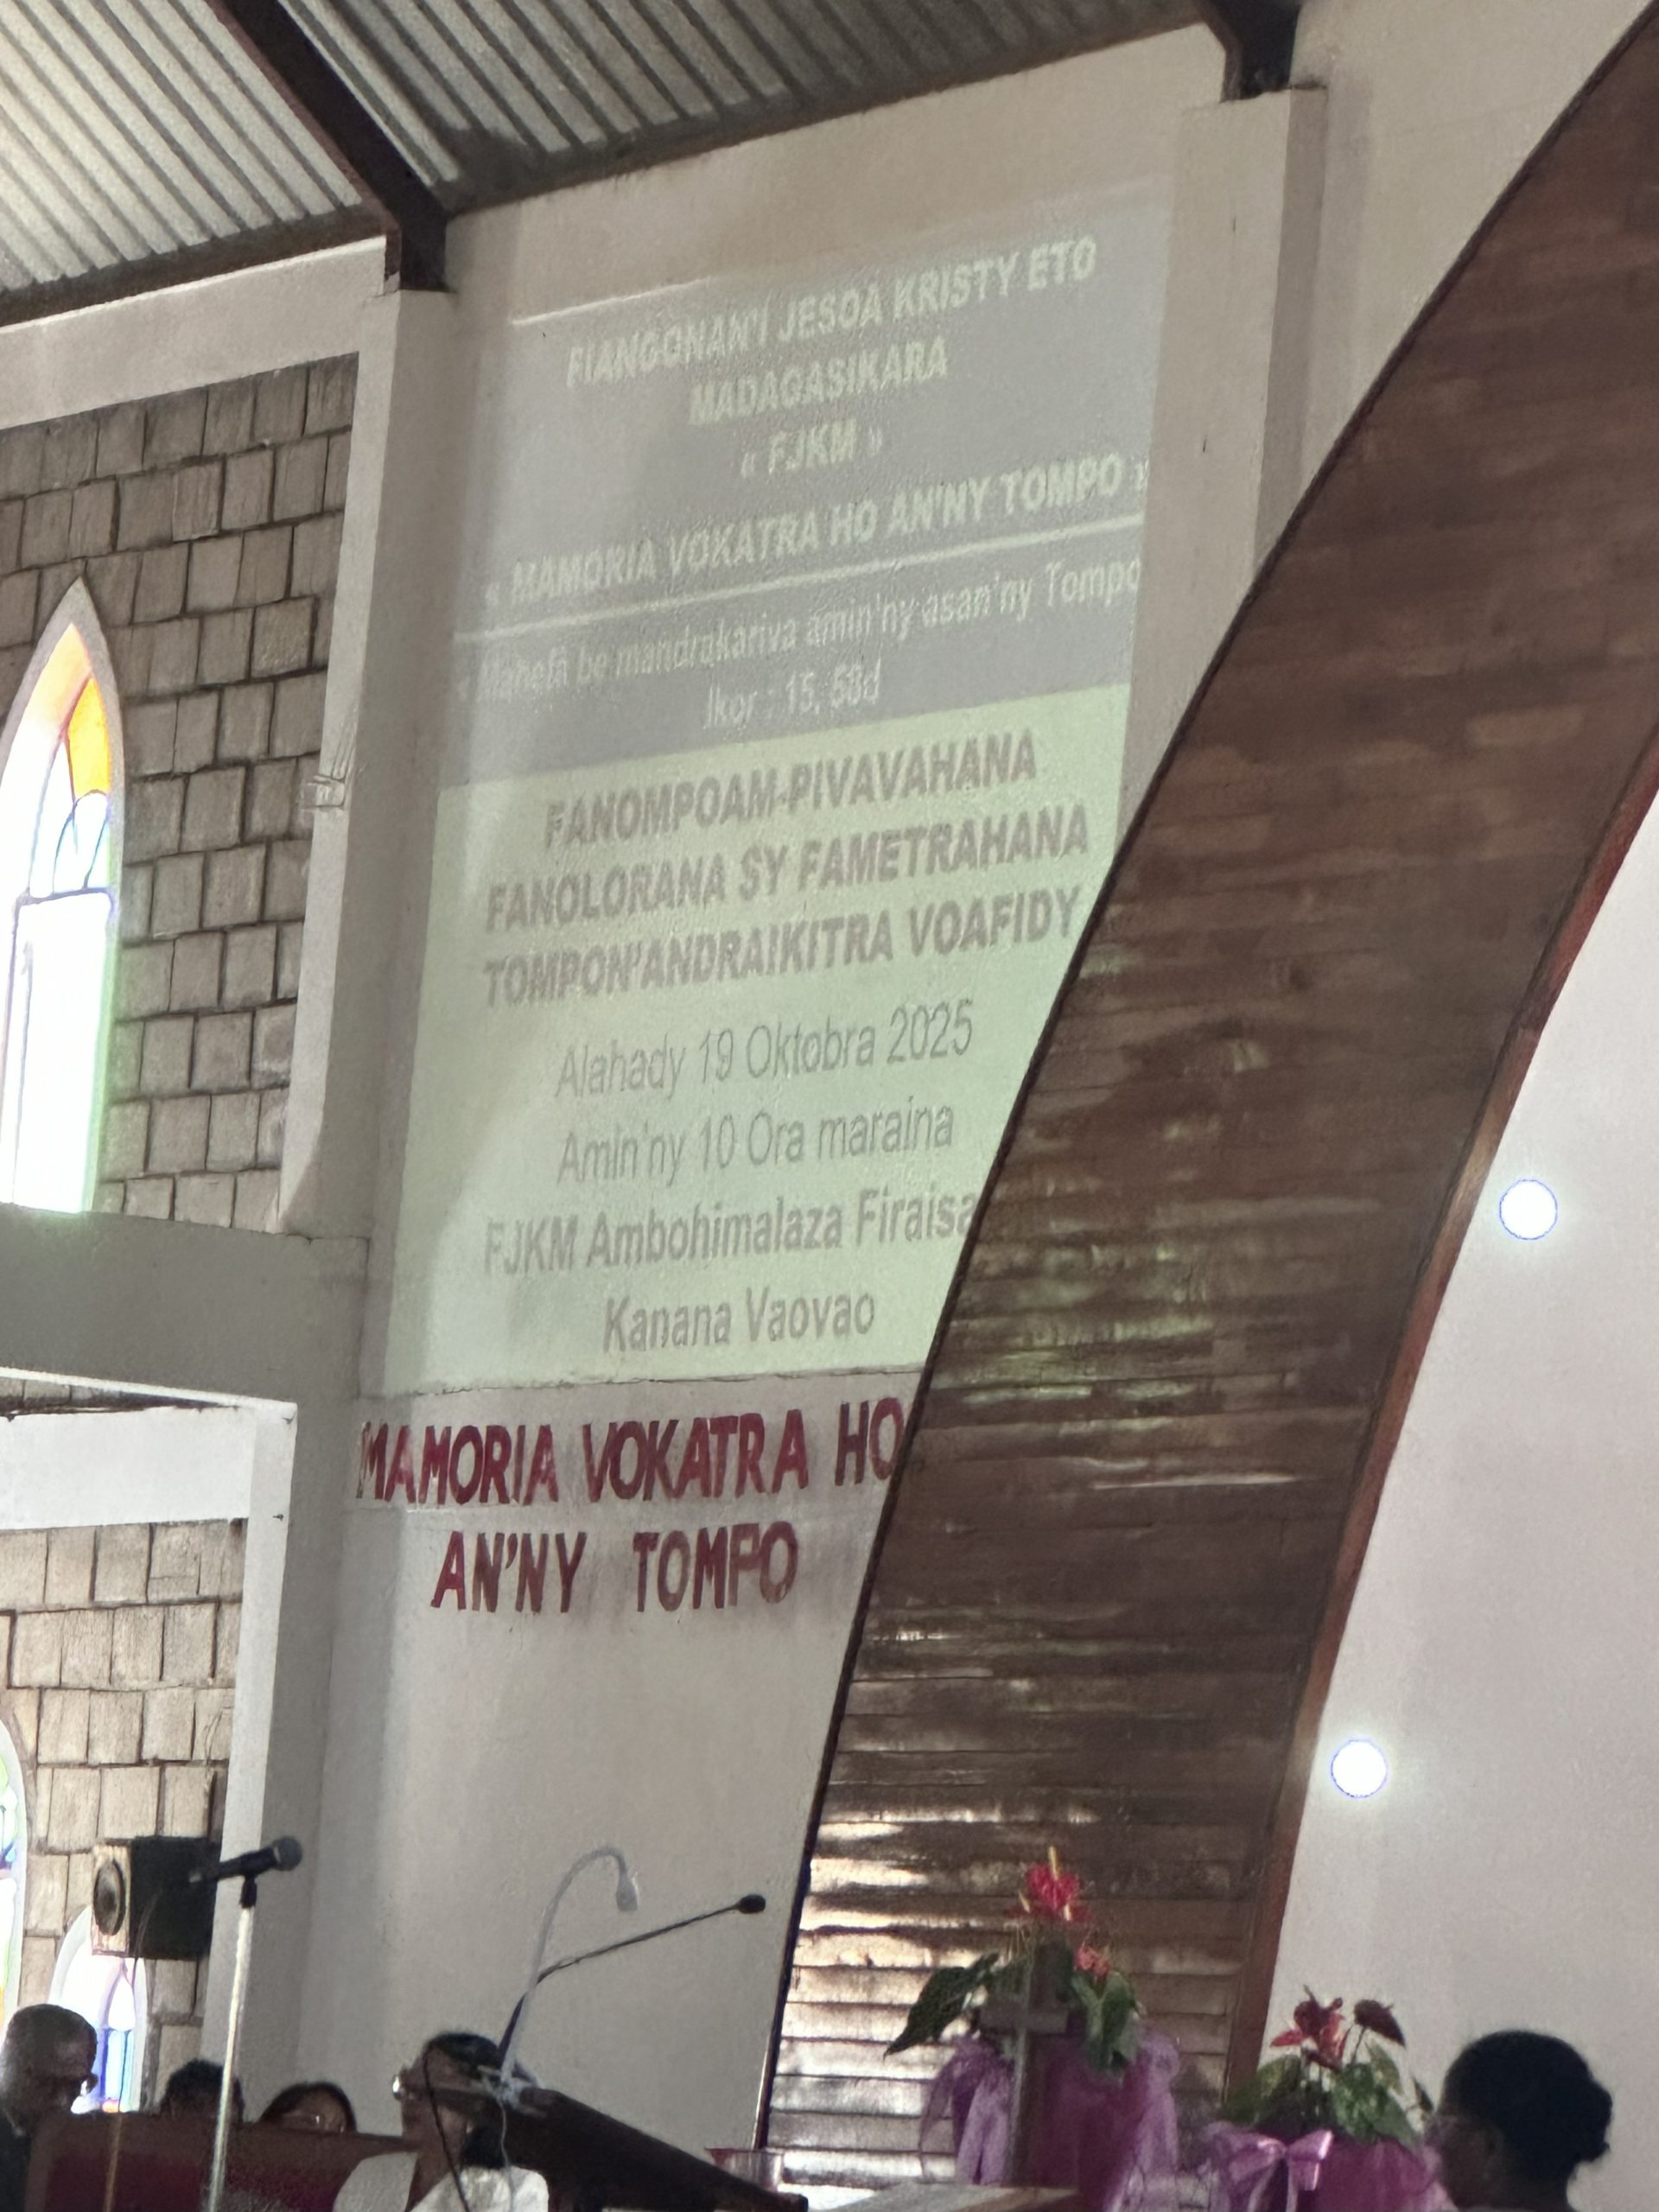 FIANGONAN'I JESOA KRISTY ETO
MADAGASIKARA
« FJKM »
« MAMORIA VOKATRA HO AN'NY TOMPO »
be mandrakariva amin'ny asan'ny Tompo
Ikor : 15, 58d
FANOMPOAM-PIVAVAHANA
FANOLORANA SY FAMETRAHANA
TOMPON'ANDRAIKITRA VOAFIDY
Alahady 19 Oktobra 2025
Amin'ny 10 Ora maraina
FJKM Ambohimalaza Firaisa
Kanana Vaovao
MAMORIA VOKATRA HO
AN'NY TOMPO